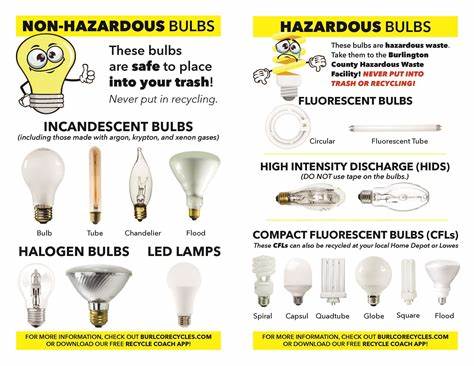 NON-HAZARDOUS BULBS
These bulbs
are safe to place
into your trash!
Never put in recycling.
INCANDESCENT BULBS
(including those made with argon, krypton, and xenon gases)
Bulb Tube Chandelier Flood
HALOGEN BULBS LED LAMPS
FOR MORE INFORMATION, CHECK OUT BURLCORECYCLES.COM
OR DOWNLOAD OUR FREE RECYCLE COACH APP!
HAZARDOUS BULBS
These bulbs are hazardous waste.
Take them to the Burlington
County Hazardous Waste
Facility! NEVER PUT INTO
TRASH OR RECYCLING!
FLUORESCENT BULBS
Circular Fluorescent Tube
HIGH INTENSITY DISCHARGE (HIDS)
(DO NOT use tape on the bulbs.)
COMPACT FLUORESCENT BULBS (CFLs)
These CFLs can also be recycled at your local Home Depot or Lowes
Spiral Capsul Quadtube Globe Square Flood
FOR MORE INFORMATION, CHECK OUT BURLCORECYCLES.COM
OR DOWNLOAD OUR FREE RECYCLE COACH APP!